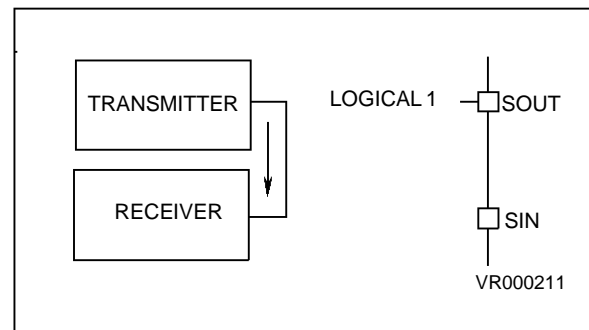 TRANSMITTER
LOGICAL 1
SOUT
RECEIVER
SIN
VR000211